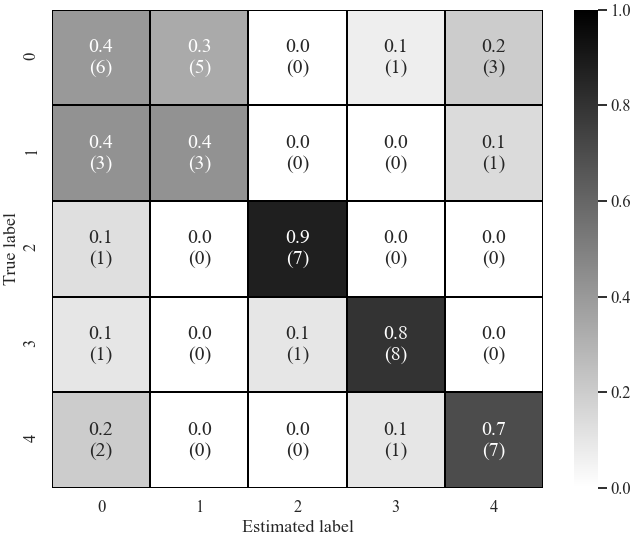 0.4 0.3 0.0 0.1 0.2 1.0
0 (6) (5) (0) (1) (3)
0.8
0.4 0.4 0.0 0.0 0.1
1 (3) (3) (0) (0) (1)
0.6
True label
0.1 0.0 0.9 0.0 0.0
2 (1) (0) (7) (0) (0)
0.4
0.1 0.0 0.1 0.8 0.0
3 (1) (0) (1) (8) (0)
0.2
0.2 0.0 0.0 0.1 0.7
4 (2) (0) (0) (1) (7)
0.0
0 1 2 3 4
Estimated label